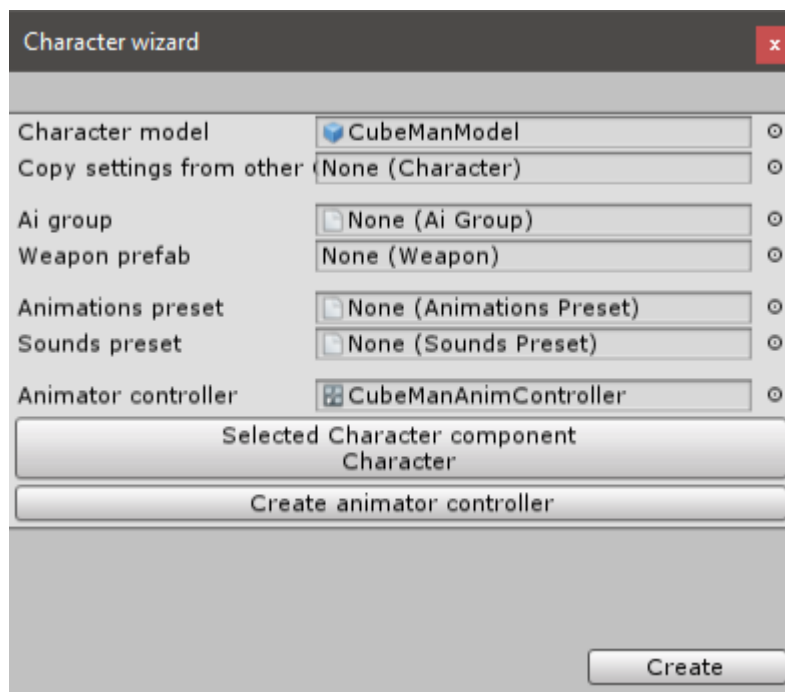 Character wizard
x
Character model CubeManModel
Copy settings from other None (Character)
Ai group None (Ai Group)
Weapon prefab None (Weapon)
Animations preset None (Animations Preset)
Sounds preset None (Sounds Preset)
Animator controller CubeManAnimController
Selected Character component
Character
Create animator controller
Create